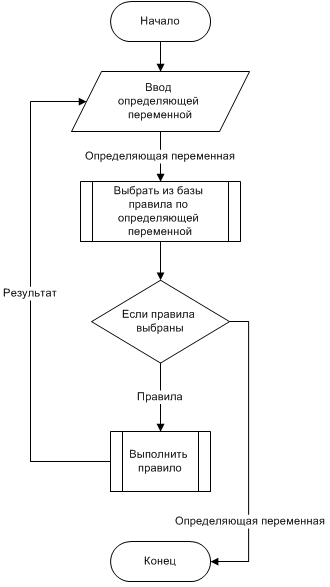 Начало
Ввод
определяющей
переменной
Определяющая переменная
Выбрать из базы
правила по
определяющей
переменной
Результат
Если правила
выбраны
Правила
Выполнить
правило
Определяющая переменная
Конец